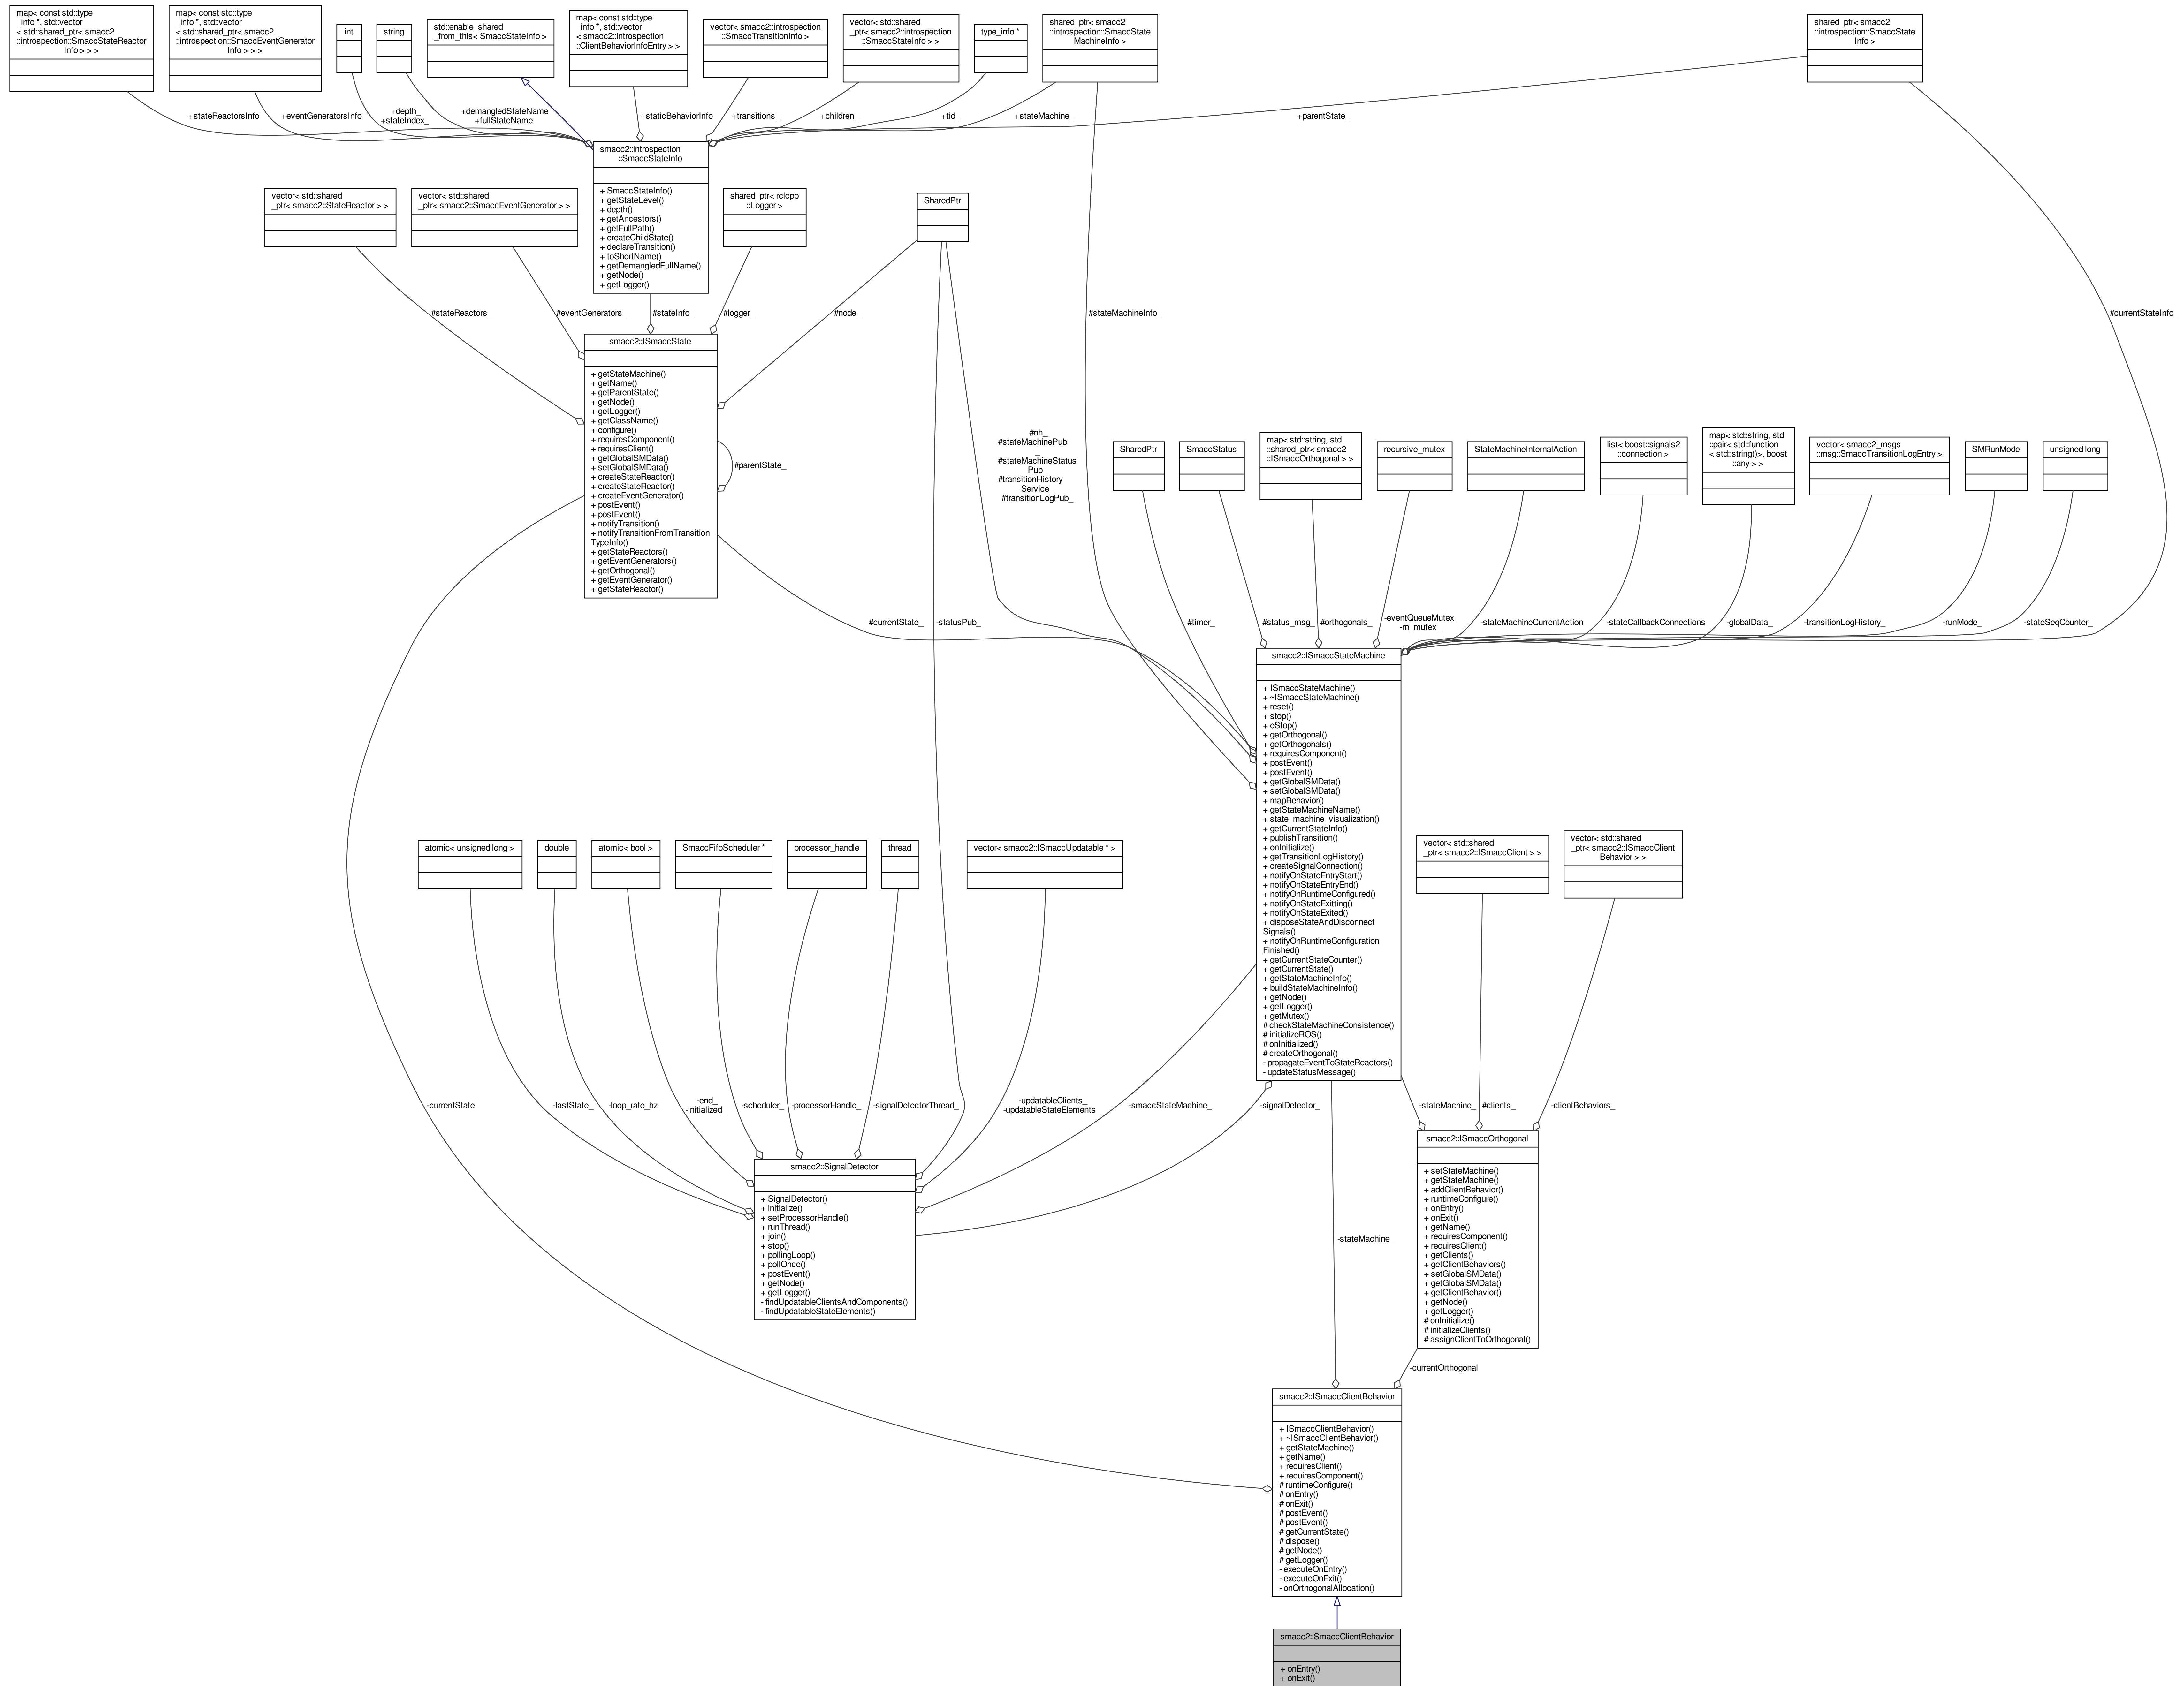 map< const std::type
_info *, std::vector
< std::shared_ptr< smacc2
::introspection::SmaccStateReactor
Info > > >
map< const std::type
_info *, std::vector
< std::shared_ptr< smacc2
::introspection::SmaccEventGenerator
Info > > >
int
string
std::enable_shared
_from_this< SmaccStateInfo >
map< const std::type
_info *, std::vector
< smacc2::introspection
::ClientBehaviorInfoEntry > >
vector< smacc2::introspection
::SmaccTransitionInfo >
vector< std::shared
_ptr< smacc2::introspection
::SmaccStateInfo > >
type_info *
shared_ptr< smacc2
::introspection::SmaccState
MachineInfo >
shared_ptr< smacc2
::introspection::SmaccState
Info >
+stateReactorsInfo
+eventGeneratorsInfo
+depth_
+stateIndex_
+demangledStateName
+fullStateName
+staticBehaviorInfo
+transitions_
+children_
+tid_
+stateMachine_
+parentState_
smacc2::introspection
::SmaccStateInfo
+ SmaccStateInfo()
+ getStateLevel()
+ depth()
+ getAncestors()
+ getFullPath()
+ createChildState()
+ declareTransition()
+ toShortName()
+ getDemangledFullName()
+ getNode()
+ getLogger()
vector< std::shared
_ptr< smacc2::StateReactor > >
vector< std::shared
_ptr< smacc2::SmaccEventGenerator > >
shared_ptr< rclcpp
::Logger >
SharedPtr
#stateReactors_
#eventGenerators_
#stateInfo_
#logger_
#node_
#stateMachineInfo_
#currentStateInfo_
smacc2::ISmaccState
+ getStateMachine()
+ getName()
+ getParentState()
+ getNode()
+ getLogger()
+ getClassName()
+ configure()
+ requiresComponent()
+ requiresClient()
+ getGlobalSMData()
+ setGlobalSMData()
+ createStateReactor()
+ createStateReactor()
+ createEventGenerator()
+ postEvent()
+ postEvent()
+ notifyTransition()
+ notifyTransitionFromTransition
TypeInfo()
+ getStateReactors()
+ getEventGenerators()
+ getOrthogonal()
+ getEventGenerator()
+ getStateReactor()
#parentState_
#nh_
#stateMachinePub
_
#stateMachineStatus
Pub_
#transitionHistory
Service_
#transitionLogPub_
SharedPtr
SmaccStatus
map< std::string, std
::shared_ptr< smacc2
::ISmaccOrthogonal > >
recursive_mutex
StateMachineInternalAction
list< boost::signals2
::connection >
map< std::string, std
::pair< std::function
< std::string()>, boost
::any > >
vector< smacc2_msgs
::msg::SmaccTransitionLogEntry >
SMRunMode
unsigned long
#currentState_
-statusPub_
#timer_
#status_msg_
#orthogonals_
-eventQueueMutex_
-m_mutex_
-stateMachineCurrentAction
-stateCallbackConnections
-globalData_
-transitionLogHistory_
-runMode_
-stateSeqCounter_
smacc2::ISmaccStateMachine
+ ISmaccStateMachine()
+ ~ISmaccStateMachine()
+ reset()
+ stop()
+ eStop()
+ getOrthogonal()
+ getOrthogonals()
+ requiresComponent()
+ postEvent()
+ postEvent()
+ getGlobalSMData()
+ setGlobalSMData()
+ mapBehavior()
+ getStateMachineName()
+ state_machine_visualization()
+ getCurrentStateInfo()
+ publishTransition()
+ onInitialize()
+ getTransitionLogHistory()
+ createSignalConnection()
+ notifyOnStateEntryStart()
+ notifyOnStateEntryEnd()
+ notifyOnRuntimeConfigured()
+ notifyOnStateExitting()
+ notifyOnStateExited()
+ disposeStateAndDisconnect
Signals()
+ notifyOnRuntimeConfiguration
Finished()
+ getCurrentStateCounter()
+ getCurrentState()
+ getStateMachineInfo()
+ buildStateMachineInfo()
+ getNode()
+ getLogger()
+ getMutex()
# checkStateMachineConsistence()
# initializeROS()
# onInitialized()
# createOrthogonal()
- propagateEventToStateReactors()
- updateStatusMessage()
atomic< unsigned long >
double
atomic< bool >
SmaccFifoScheduler *
processor_handle
thread
vector< smacc2::ISmaccUpdatable * >
vector< std::shared
_ptr< smacc2::ISmaccClient > >
vector< std::shared
_ptr< smacc2::ISmaccClient
Behavior > >
-currentState
-lastState_
-loop_rate_hz
-end_
-initialized_
-scheduler_
-processorHandle_
-signalDetectorThread_
-updatableClients_
-updatableStateElements_
-smaccStateMachine_
-signalDetector_
-stateMachine_
#clients_
-clientBehaviors_
smacc2::SignalDetector
+ SignalDetector()
+ initialize()
+ setProcessorHandle()
+ runThread()
+ join()
+ stop()
+ pollingLoop()
+ pollOnce()
+ postEvent()
+ getNode()
+ getLogger()
- findUpdatableClientsAndComponents()
- findUpdatableStateElements()
smacc2::ISmaccOrthogonal
+ setStateMachine()
+ getStateMachine()
+ addClientBehavior()
+ runtimeConfigure()
+ onEntry()
+ onExit()
+ getName()
+ requiresComponent()
+ requiresClient()
+ getClients()
+ getClientBehaviors()
+ setGlobalSMData()
+ getGlobalSMData()
+ getClientBehavior()
+ getNode()
+ getLogger()
# onInitialize()
# initializeClients()
# assignClientToOrthogonal()
-stateMachine_
-currentOrthogonal
smacc2::ISmaccClientBehavior
+ ISmaccClientBehavior()
+ ~ISmaccClientBehavior()
+ getStateMachine()
+ getName()
+ requiresClient()
+ requiresComponent()
# runtimeConfigure()
# onEntry()
# onExit()
# postEvent()
# postEvent()
# getCurrentState()
# dispose()
# getNode()
# getLogger()
- executeOnEntry()
- executeOnExit()
- onOrthogonalAllocation()
smacc2::SmaccClientBehavior
+ onEntry()
+ onExit()